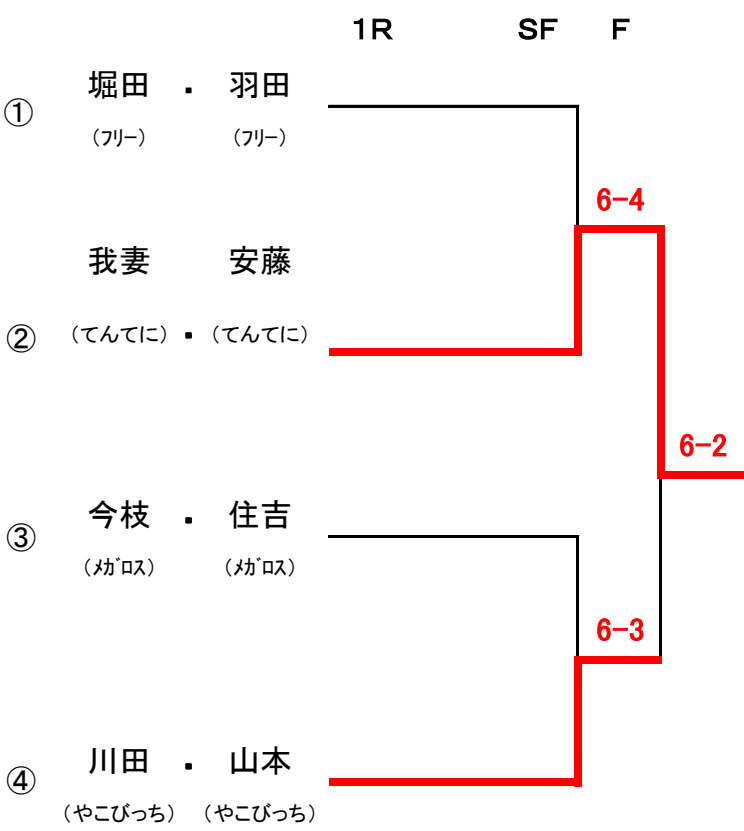 1R SF F
堀田 ・ 羽田
①
（フリー） （フリー）
6-4
我妻 安藤
② （てんてに） ・ （てんてに）
6-2
今枝 ・ 住吉
③
（メガロス） （メガロス）
6-3
川田 ・ 山本
④
（やこびっち） （やこびっち）